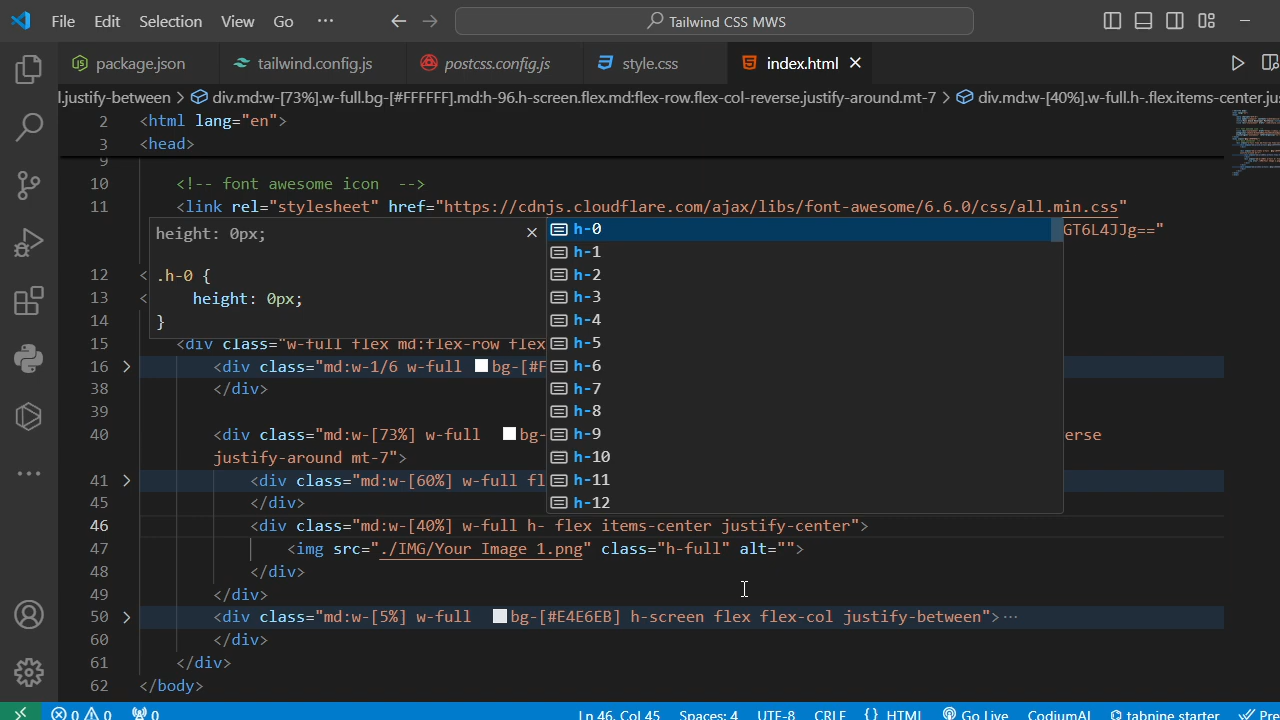 File Edit Selection View Go ··· Tailwind CSS MWS
package.json tailwind.config.js postcss.config.js style.css index.html
l.justify-between > div.md:w-[73%].w-full.bg-[#FFFFFF].md:h-96.h-screen.flex.md:flex-row.flex-col-reverse.justify-around.mt-7 > div.md:w-[40%].w-full.h-.flex.items-center.ju
2 <html lang="en">
3 <head>
9
10 <!-- font awesome icon -->
11 <link rel="stylesheet" href="https://cdnjs.cloudflare.com/ajax/libs/font-awesome/6.6.0/css/all.min.css"
GT6L4JJg=="
height: 0px;
.h-0 {
height: 0px;
}
h-0
h-1
h-2
h-3
h-4
h-5
h-6
h-7
h-8
h-9
h-10
h-11
h-12
12 <
13 <
14
15 <div class="w-full flex md:flex-row flex
16 <div class="md:w-1/6 w-full bg-[#F
38 </div>
39
40 <div class="md:w-[73%] w-full bg- erse
justify-around mt-7">
41 <div class="md:w-[60%] w-full fl
45 </div>
46 <div class="md:w-[40%] w-full h- flex items-center justify-center">
47 <img src="./IMG/Your Image 1.png" class="h-full" alt="">
48 </div>
49 </div>
50 <div class="md:w-[5%] w-full bg-[#E4E6EB] h-screen flex flex-col justify-between">···
60 </div>
61 </div>
62 </body>
0 0 0 Ln 46, Col 45 Spaces: 4 UTF-8 CRLF {} HTML Go Live CodiumAI tabnine starter Pre